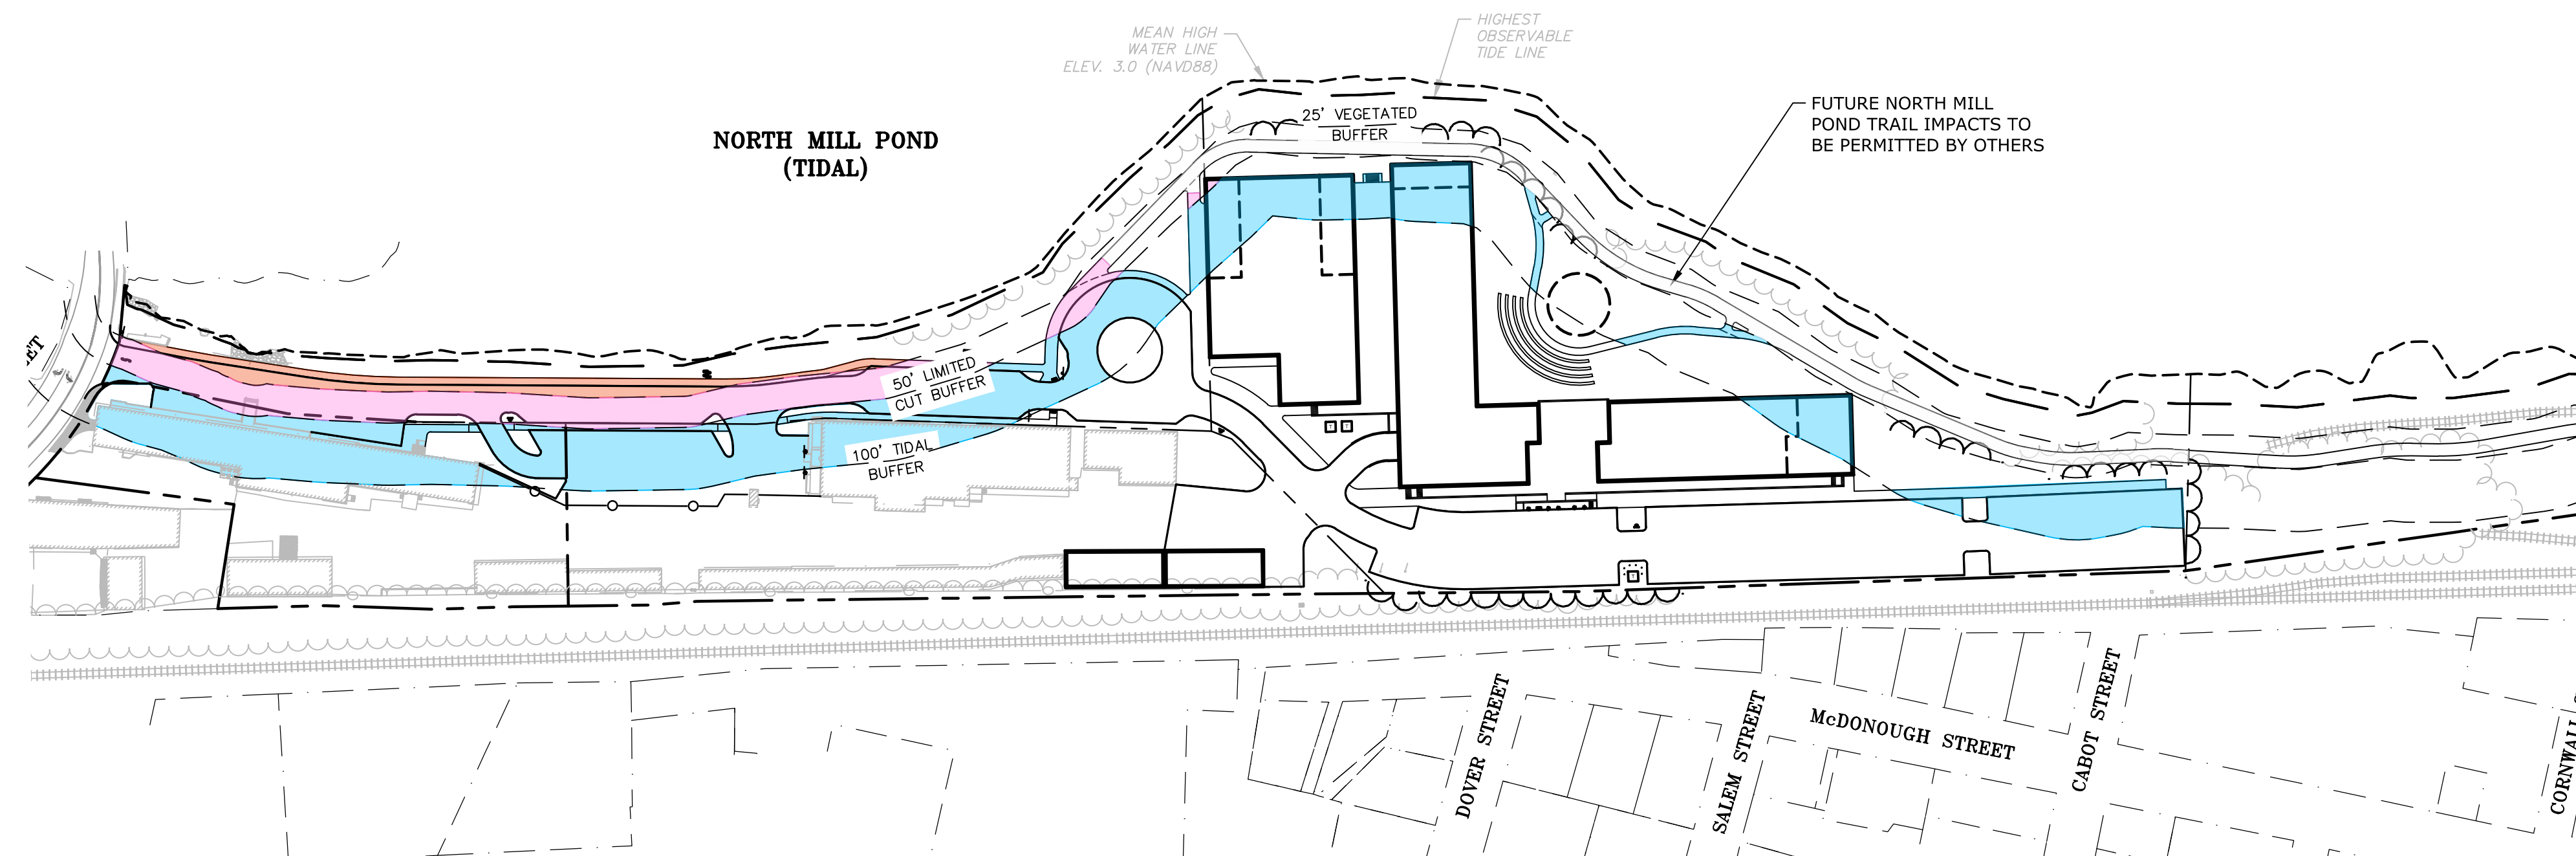 MEAN HIGH
WATER LINE
ELEV. 3.0 (NAVD88)
HIGHEST
OBSERVABLE
TIDE LINE
25' VEGETATED
BUFFER
FUTURE NORTH MILL
POND TRAIL IMPACTS TO
BE PERMITTED BY OTHERS
NORTH MILL POND
(TIDAL)
50' LIMITED
CUT BUFFER
100' TIDAL
BUFFER
DOVER STREET
SALEM STREET
McDONOUGH STREET
CABOT STREET